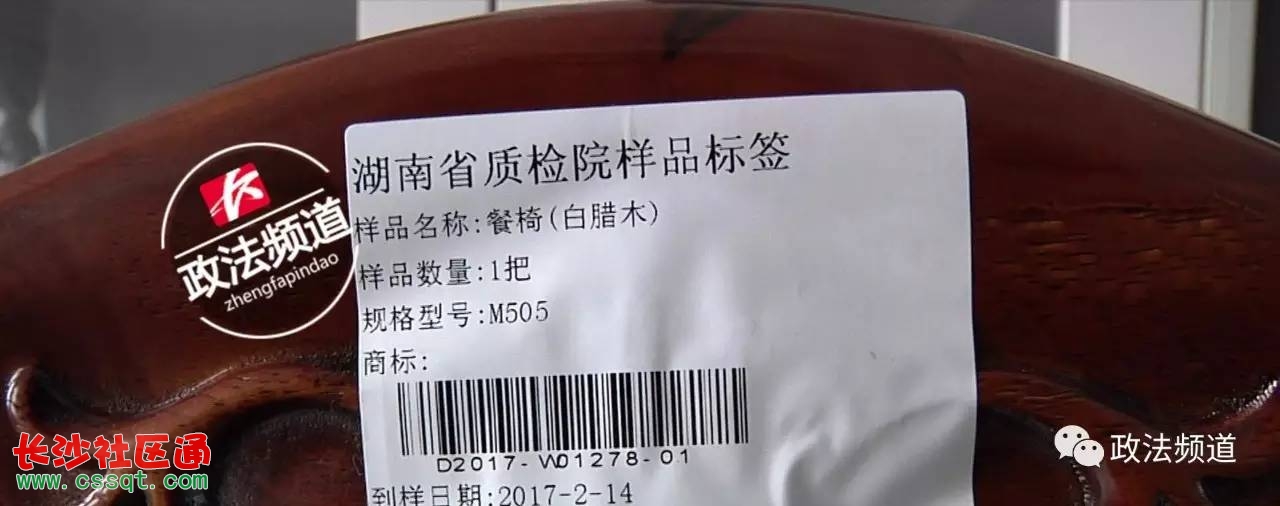 湖南省质检院样品标签
样品名称:餐椅(白腊木)
样品数量:1把
规格型号:M505
商标:
D2017-W01278-01
到样日期:2017-2-14
政法频道
zhengfapindao
长沙社区通
www.cssqt.com
政法频道